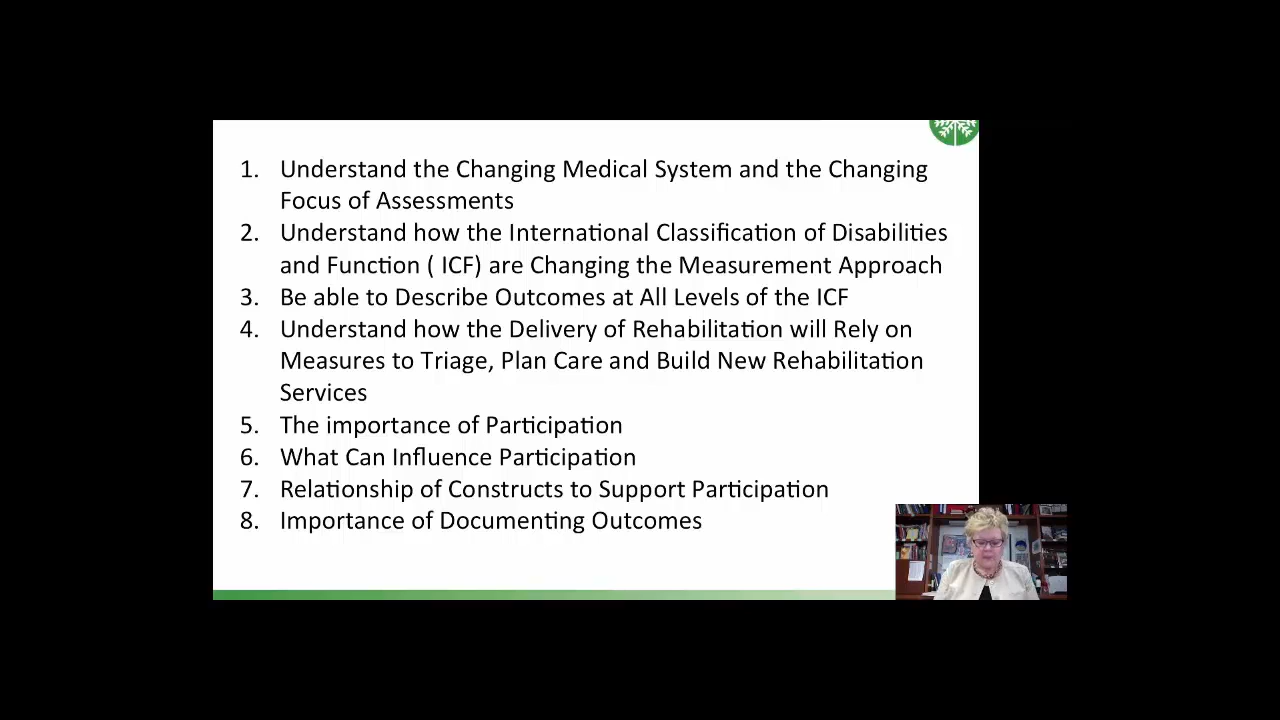 1. Understand the Changing Medical System and the Changing
Focus of Assessments
2. Understand how the International Classification of Disabilities
and Function ( ICF) are Changing the Measurement Approach
3. Be able to Describe Outcomes at All Levels of the ICF
4. Understand how the Delivery of Rehabilitation will Rely on
Measures to Triage, Plan Care and Build New Rehabilitation
Services
5. The importance of Participation
6. What Can Influence Participation
7. Relationship of Constructs to Support Participation
8. Importance of Documenting Outcomes